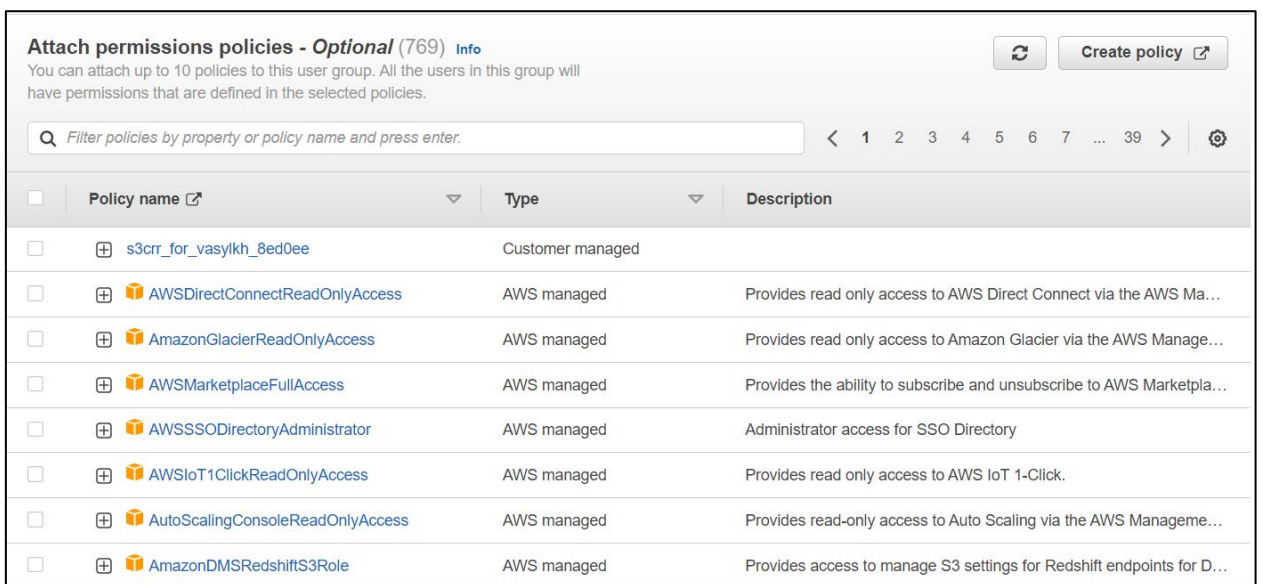 Attach permissions policies - Optional (769) Info
Create policy
You can attach up to 10 policies to this user group. All the users in this group will
have permissions that are defined in the selected policies.
Filter policies by property or policy name and press enter.
1 2 3 4 5 6 7 ... 39
Policy name Type Description
s3crr_for_vasylkh_8ed0ee Customer managed
AWSDirectConnectReadOnlyAccess AWS managed Provides read only access to AWS Direct Connect via the AWS Ma...
AmazonGlacierReadOnlyAccess AWS managed Provides read only access to Amazon Glacier via the AWS Manage...
AWSMarketplaceFullAccess AWS managed Provides the ability to subscribe and unsubscribe to AWS Marketpla...
AWSSSODirectoryAdministrator AWS managed Administrator access for SSO Directory
AWSIoT1ClickReadOnlyAccess AWS managed Provides read only access to AWS IoT 1-Click.
AutoScalingConsoleReadOnlyAccess AWS managed Provides read-only access to Auto Scaling via the AWS Manageme...
AmazonDMSRedshiftS3Role AWS managed Provides access to manage S3 settings for Redshift endpoints for D...